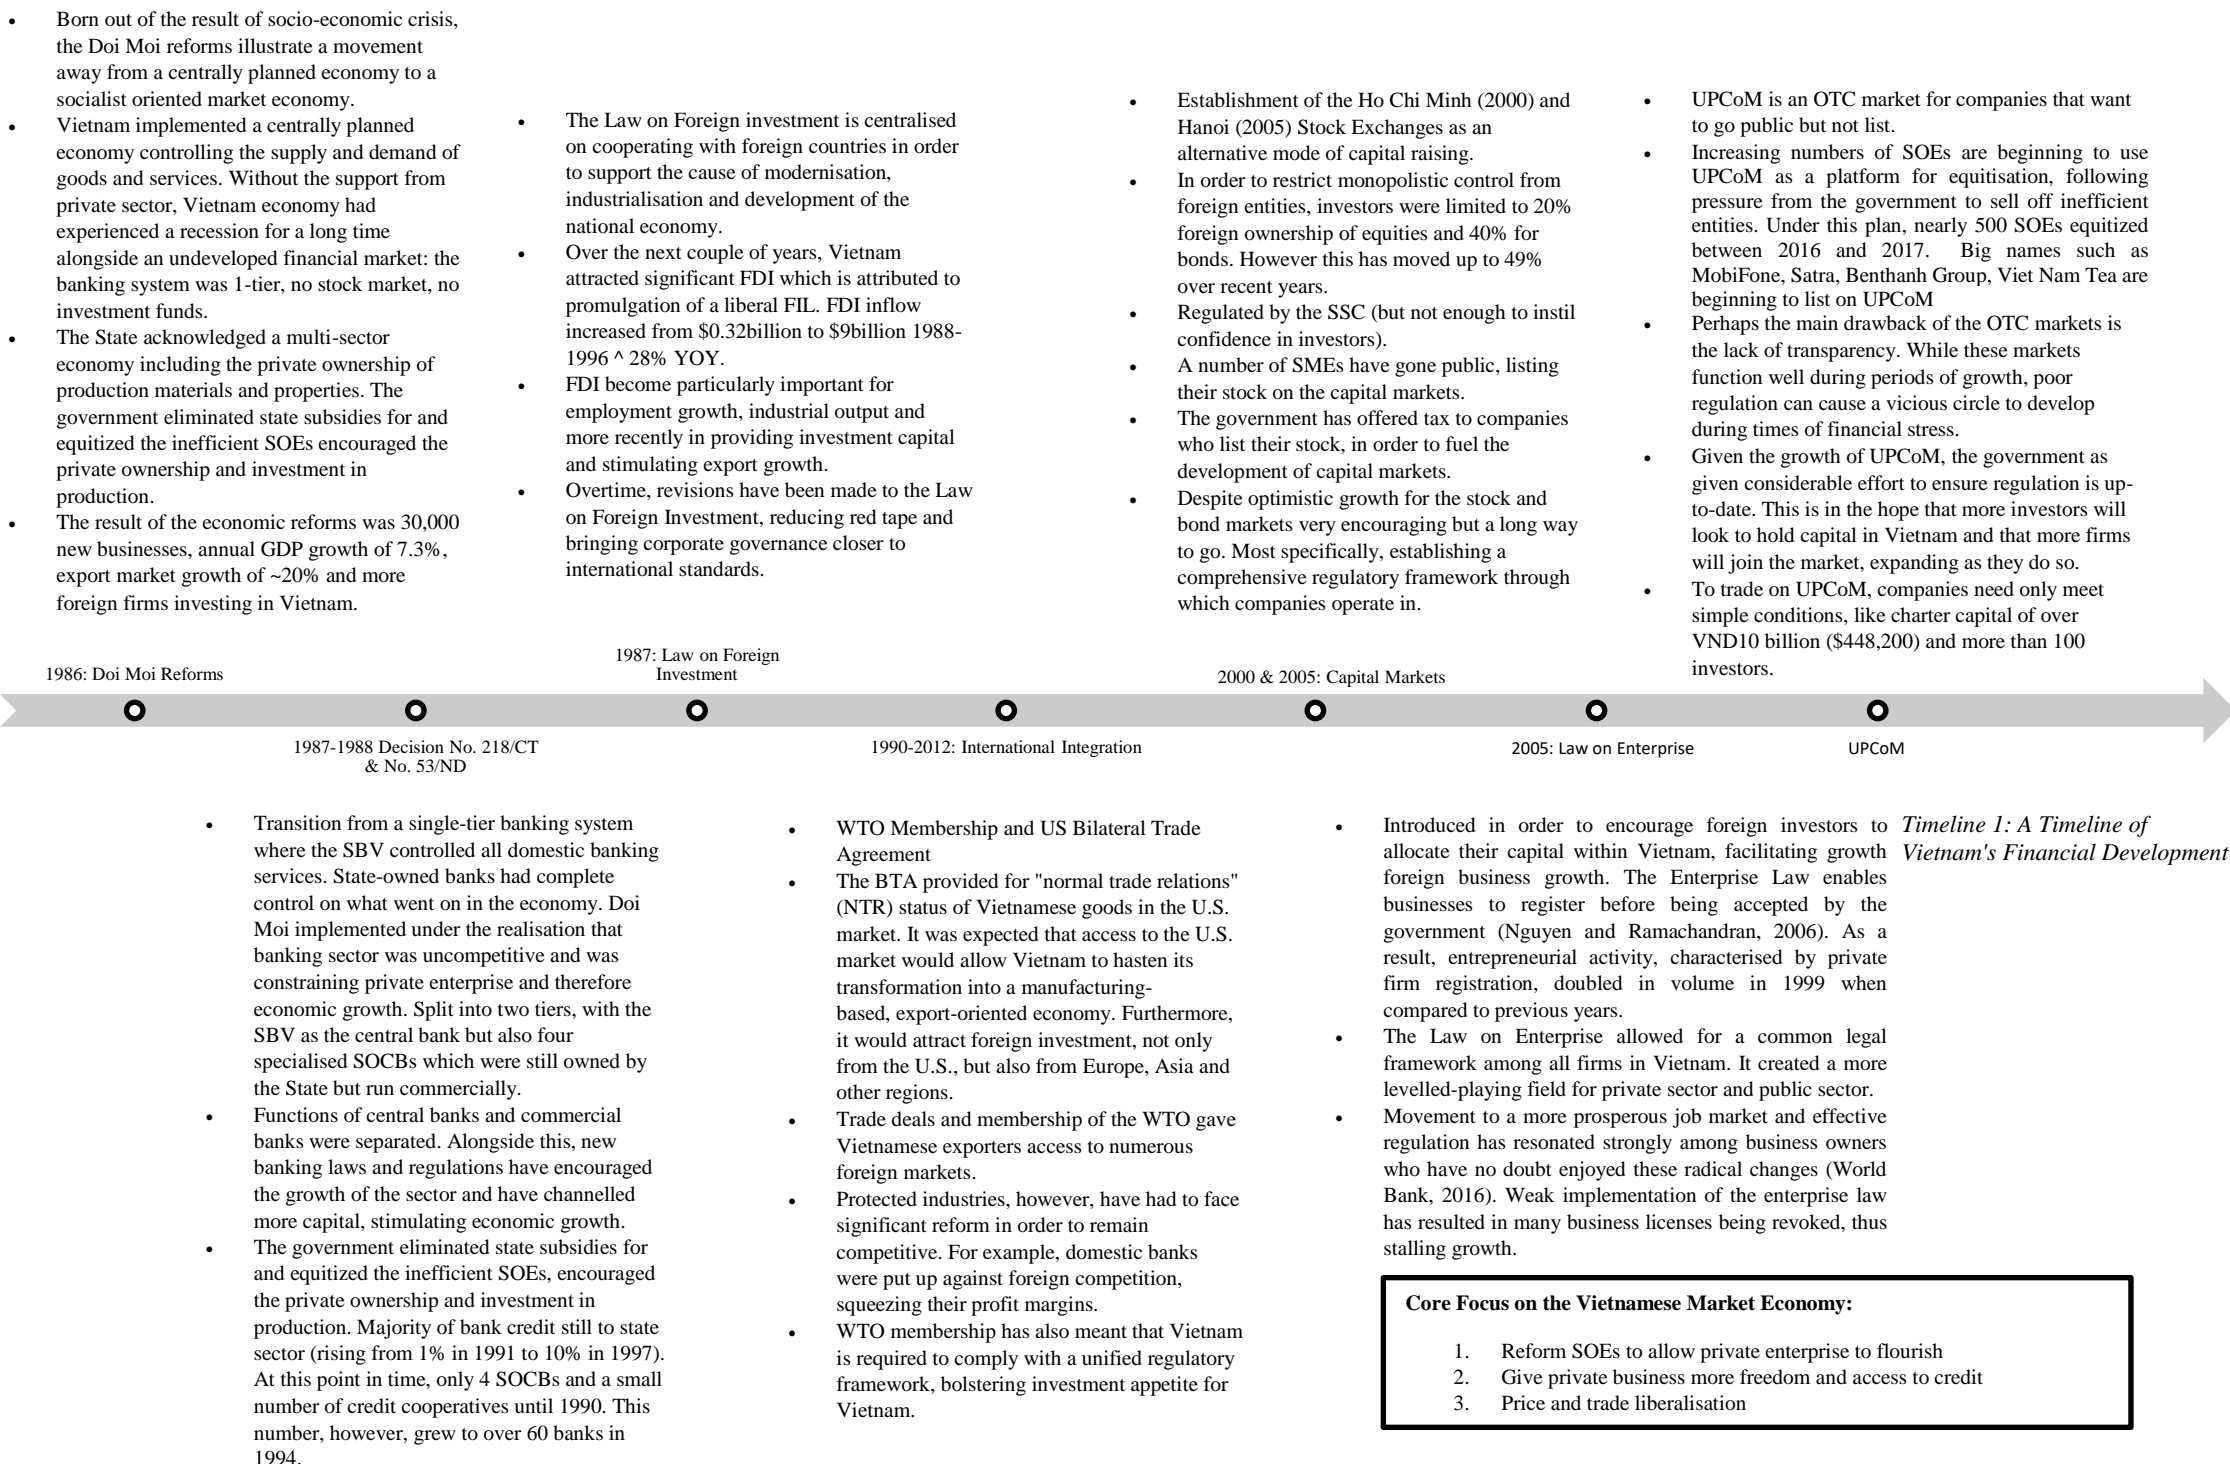 • Born out of the result of socio-economic crisis,
the Doi Moi reforms illustrate a movement
away from a centrally planned economy to a
socialist oriented market economy.
• Vietnam implemented a centrally planned
economy controlling the supply and demand of
goods and services. Without the support from
private sector, Vietnam economy had
experienced a recession for a long time
alongside an undeveloped financial market: the
banking system was 1-tier, no stock market, no
investment funds.
• The State acknowledged a multi-sector
economy including the private ownership of
production materials and properties. The
government eliminated state subsidies for and
equitized the inefficient SOEs encouraged the
private ownership and investment in
production.
• The result of the economic reforms was 30,000
new businesses, annual GDP growth of 7.3%,
export market growth of ~20% and more
foreign firms investing in Vietnam.
1986: Doi Moi Reforms
• The Law on Foreign investment is centralised
on cooperating with foreign countries in order
to support the cause of modernisation,
industrialisation and development of the
national economy.
• Over the next couple of years, Vietnam
attracted significant FDI which is attributed to
promulgation of a liberal FIL. FDI inflow
increased from $0.32billion to $9billion 1988-
1996 ^ 28% YOY.
• FDI become particularly important for
employment growth, industrial output and
more recently in providing investment capital
and stimulating export growth.
• Overtime, revisions have been made to the Law
on Foreign Investment, reducing red tape and
bringing corporate governance closer to
international standards.
1987: Law on Foreign
Investment
• Establishment of the Ho Chi Minh (2000) and
Hanoi (2005) Stock Exchanges as an
alternative mode of capital raising.
• In order to restrict monopolistic control from
foreign entities, investors were limited to 20%
foreign ownership of equities and 40% for
bonds. However this has moved up to 49%
over recent years.
• Regulated by the SSC (but not enough to instil
confidence in investors).
• A number of SMEs have gone public, listing
their stock on the capital markets.
• The government has offered tax to companies
who list their stock, in order to fuel the
development of capital markets.
• Despite optimistic growth for the stock and
bond markets very encouraging but a long way
to go. Most specifically, establishing a
comprehensive regulatory framework through
which companies operate in.
2000 & 2005: Capital Markets
• UPCoM is an OTC market for companies that want
to go public but not list.
• Increasing numbers of SOEs are beginning to use
UPCoM as a platform for equitisation, following
pressure from the government to sell off inefficient
entities. Under this plan, nearly 500 SOEs equitized
between 2016 and 2017. Big names such as
MobiFone, Satra, Benthanh Group, Viet Nam Tea are
beginning to list on UPCoM
• Perhaps the main drawback of the OTC markets is
the lack of transparency. While these markets
function well during periods of growth, poor
regulation can cause a vicious circle to develop
during times of financial stress.
• Given the growth of UPCoM, the government as
given considerable effort to ensure regulation is up-
to-date. This is in the hope that more investors will
look to hold capital in Vietnam and that more firms
will join the market, expanding as they do so.
• To trade on UPCoM, companies need only meet
simple conditions, like charter capital of over
VND10 billion ($448,200) and more than 100
investors.
1987-1988 Decision No. 218/CT
& No. 53/ND
• Transition from a single-tier banking system
where the SBV controlled all domestic banking
services. State-owned banks had complete
control on what went on in the economy. Doi
Moi implemented under the realisation that
banking sector was uncompetitive and was
constraining private enterprise and therefore
economic growth. Split into two tiers, with the
SBV as the central bank but also four
specialised SOCBs which were still owned by
the State but run commercially.
• Functions of central banks and commercial
banks were separated. Alongside this, new
banking laws and regulations have encouraged
the growth of the sector and have channelled
more capital, stimulating economic growth.
• The government eliminated state subsidies for
and equitized the inefficient SOEs, encouraged
the private ownership and investment in
production. Majority of bank credit still to state
sector (rising from 1% in 1991 to 10% in 1997).
At this point in time, only 4 SOCBs and a small
number of credit cooperatives until 1990. This
number, however, grew to over 60 banks in
1994.
1990-2012: International Integration
• WTO Membership and US Bilateral Trade
Agreement
• The BTA provided for "normal trade relations"
(NTR) status of Vietnamese goods in the U.S.
market. It was expected that access to the U.S.
market would allow Vietnam to hasten its
transformation into a manufacturing-
based, export-oriented economy. Furthermore,
it would attract foreign investment, not only
from the U.S., but also from Europe, Asia and
other regions.
• Trade deals and membership of the WTO gave
Vietnamese exporters access to numerous
foreign markets.
• Protected industries, however, have had to face
significant reform in order to remain
competitive. For example, domestic banks
were put up against foreign competition,
squeezing their profit margins.
• WTO membership has also meant that Vietnam
is required to comply with a unified regulatory
framework, bolstering investment appetite for
Vietnam.
2005: Law on Enterprise
• Introduced in order to encourage foreign investors to
allocate their capital within Vietnam, facilitating growth
foreign business growth. The Enterprise Law enables
businesses to register before being accepted by the
government (Nguyen and Ramachandran, 2006). As a
result, entrepreneurial activity, characterised by private
firm registration, doubled in volume in 1999 when
compared to previous years.
• The Law on Enterprise allowed for a common legal
framework among all firms in Vietnam. It created a more
levelled-playing field for private sector and public sector.
• Movement to a more prosperous job market and effective
regulation has resonated strongly among business owners
who have no doubt enjoyed these radical changes (World
Bank, 2016). Weak implementation of the enterprise law
has resulted in many business licenses being revoked, thus
stalling growth.
UPCoM
Timeline 1: A Timeline of
Vietnam's Financial Development
Core Focus on the Vietnamese Market Economy:
1. Reform SOEs to allow private enterprise to flourish
2. Give private business more freedom and access to credit
3. Price and trade liberalisation